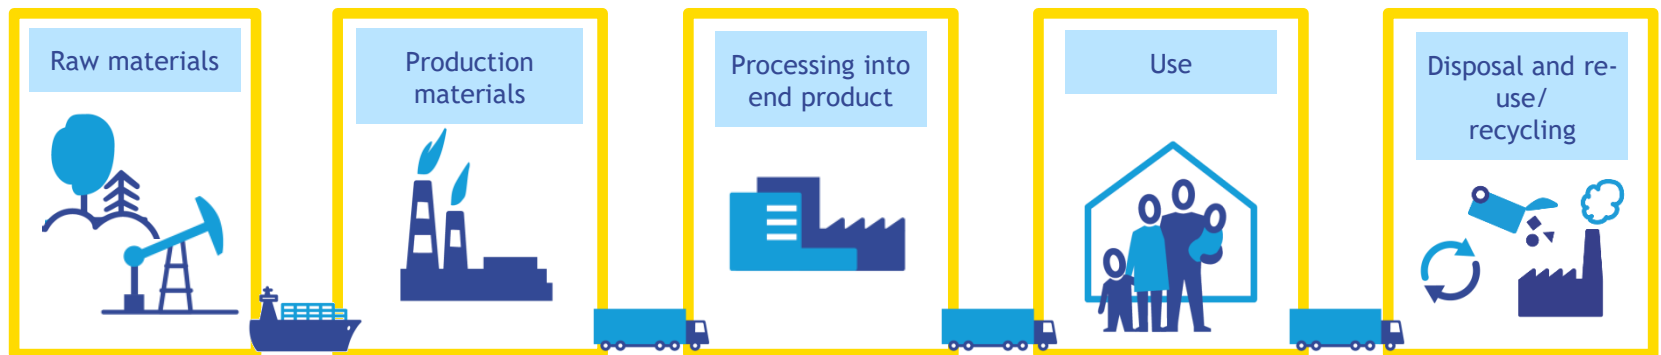 Raw materials
Production
materials
Processing into
end product
Use
Disposal and re-
use/
recycling